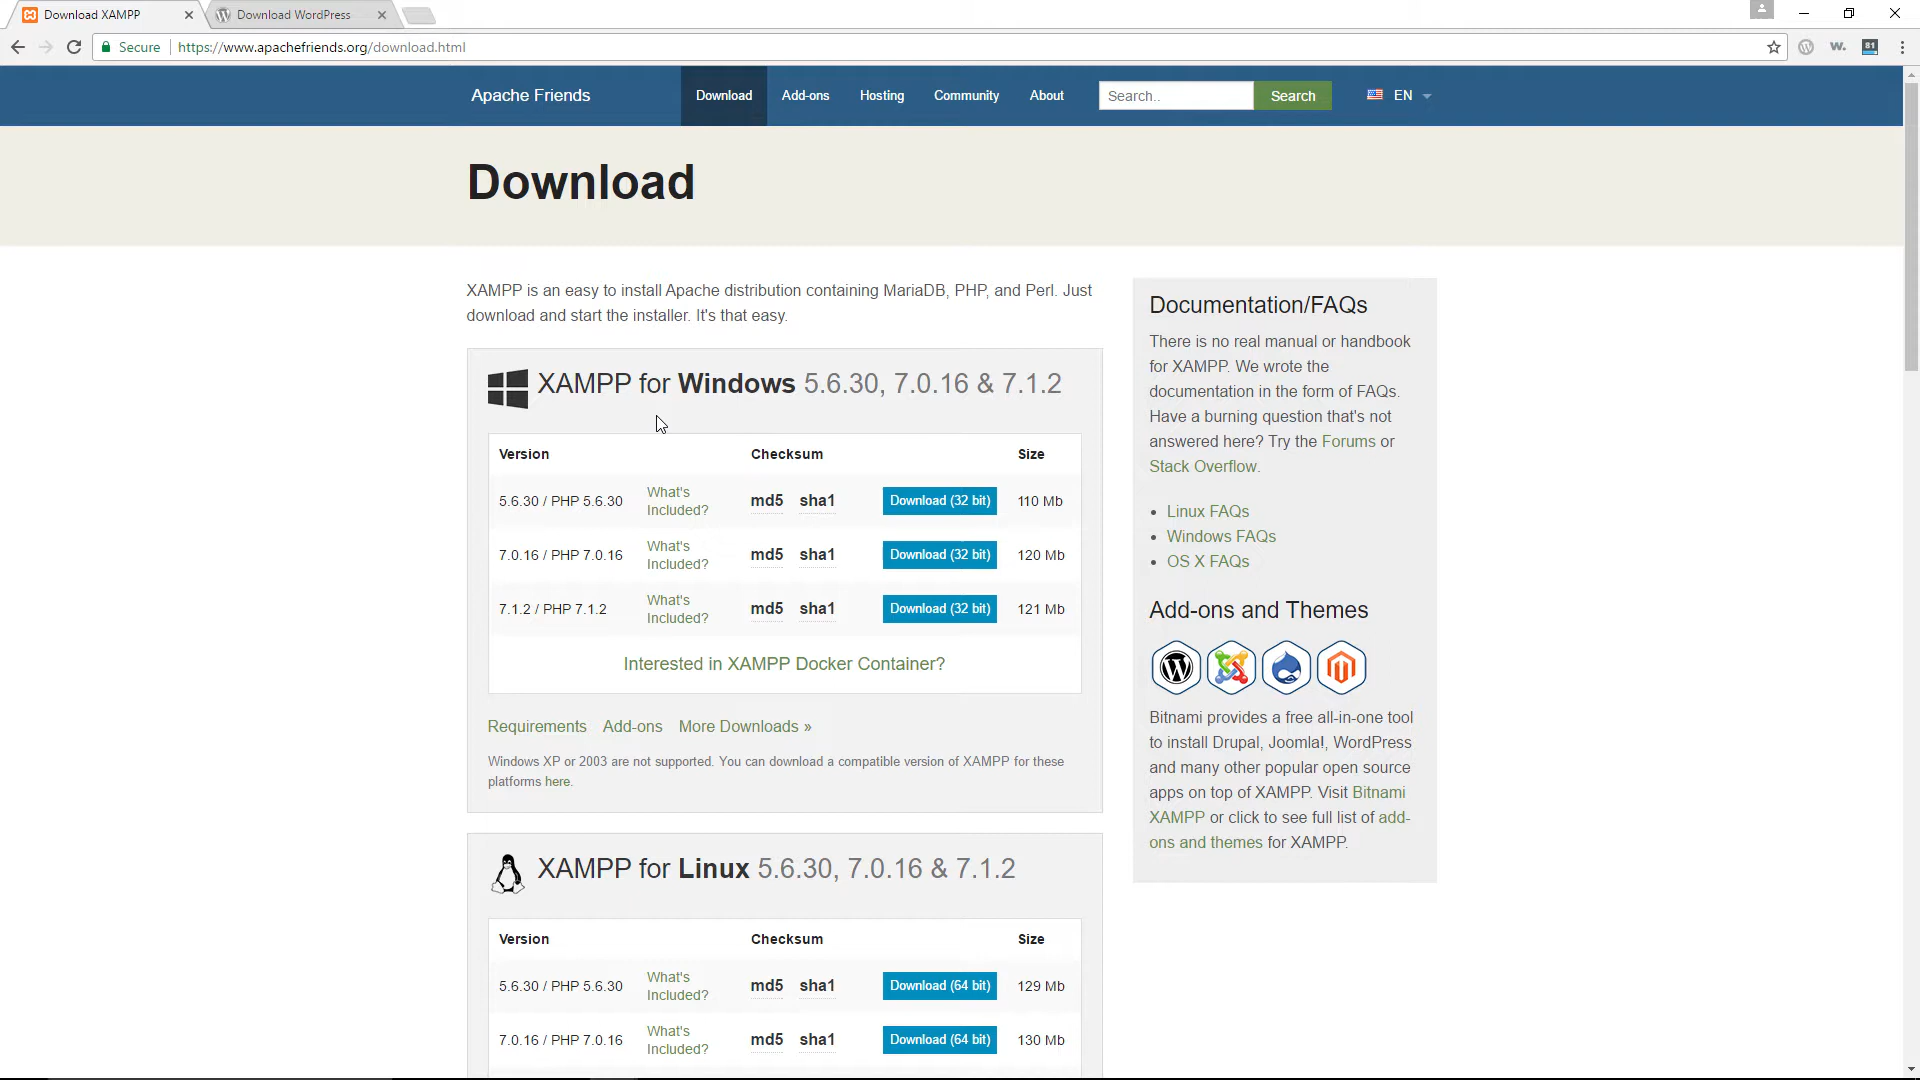 Download XAMPP
Download WordPress
Secure
https://www.apachefriends.org/download.html
W.
81
Apache Friends
Download
Add-ons
Hosting
Community
About
Search..
Search
EN
Download
XAMPP is an easy to install Apache distribution containing MariaDB, PHP, and Perl. Just
download and start the installer. It's that easy.
XAMPP for Windows 5.6.30, 7.0.16 & 7.1.2
Version Checksum Size
5.6.30 / PHP 5.6.30 What's
Included? md5 sha1 Download (32 bit) 110 Mb
7.0.16 / PHP 7.0.16 What's
Included? md5 sha1 Download (32 bit) 120 Mb
7.1.2 / PHP 7.1.2 What's
Included? md5 sha1 Download (32 bit) 121 Mb
Interested in XAMPP Docker Container?
Requirements Add-ons More Downloads »
Windows XP or 2003 are not supported. You can download a compatible version of XAMPP for these
platforms here.
XAMPP for Linux 5.6.30, 7.0.16 & 7.1.2
Version Checksum Size
5.6.30 / PHP 5.6.30 What's
Included? md5 sha1 Download (64 bit) 129 Mb
7.0.16 / PHP 7.0.16 What's
Included? md5 sha1 Download (64 bit) 130 Mb
Documentation/FAQs
There is no real manual or handbook
for XAMPP. We wrote the
documentation in the form of FAQs.
Have a burning question that's not
answered here? Try the Forums or
Stack Overflow.
• Linux FAQs
• Windows FAQs
• OS X FAQs
Add-ons and Themes
Bitnami provides a free all-in-one tool
to install Drupal, Joomla!, WordPress
and many other popular open source
apps on top of XAMPP. Visit Bitnami
XAMPP or click to see full list of add-
ons and themes for XAMPP.